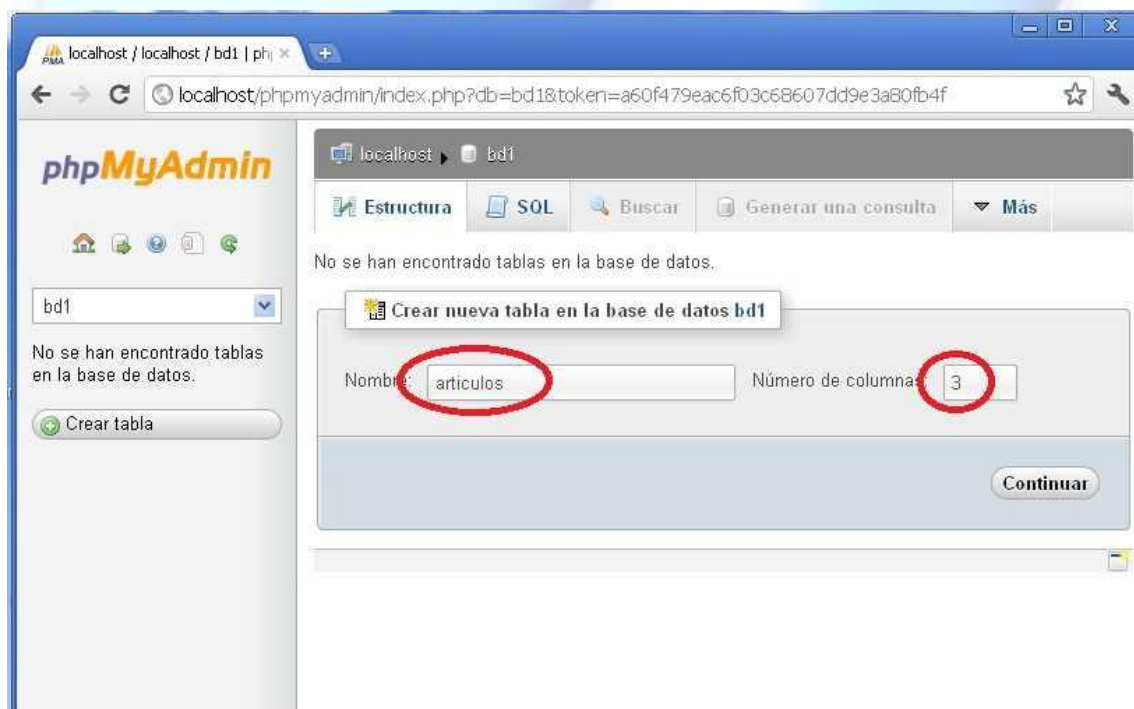 localhost / localhost / bd1 | ph
localhost/phpmyadmin/index.php?db=bd1&token=a60f479eac6f03c68607dd9e3a80fb4f
phpMyAdmin
localhost bd1
Estructura SQL Buscar Generar una consulta Más
No se han encontrado tablas en la base de datos.
bd1
Crear nueva tabla en la base de datos bd1
No se han encontrado tablas
en la base de datos.
Nombre: articulos Número de columnas: 3
Crear tabla
Continuar